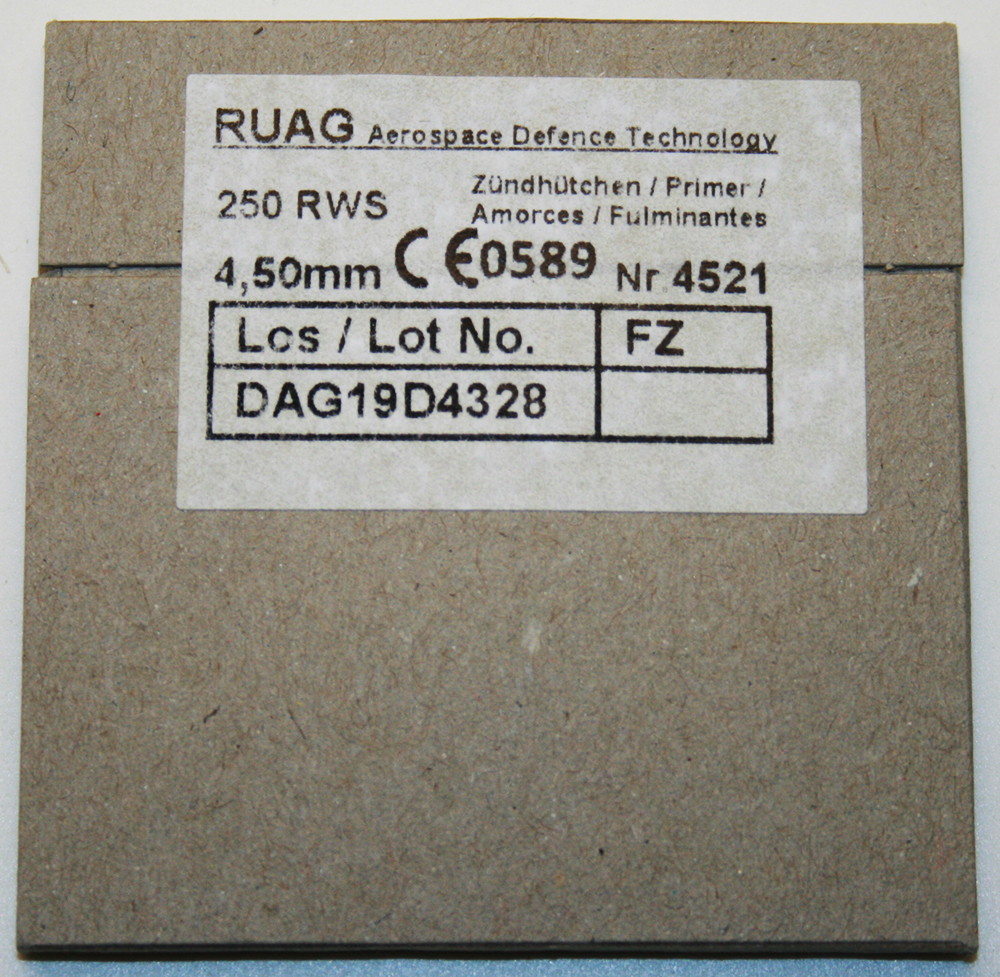 RUAG Aerospace Defence Technology
250 RWS
Zündhütchen / Primer /
Amorces / Fulminantes
4,50mm CE0589 Nr.4521
Los / Lot No. FZ
DAG19D4328